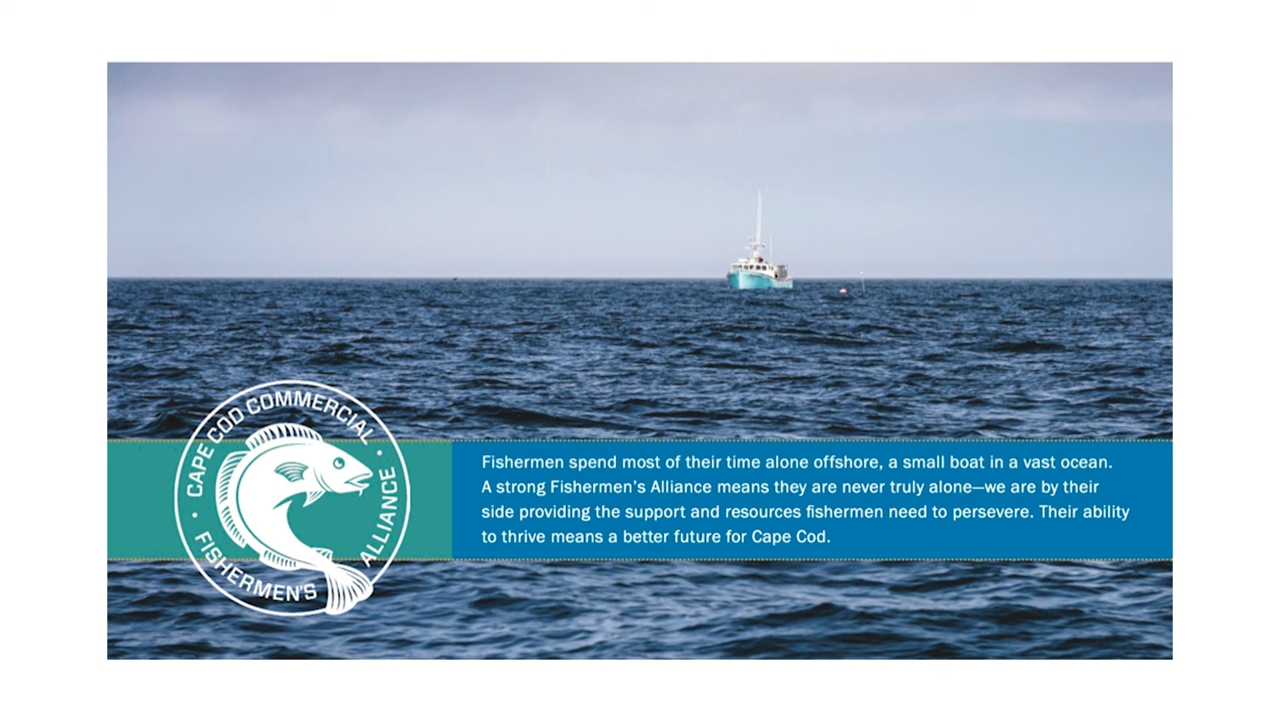 CAPE COD COMMERCIAL
FISHERMEN'S
ALLIANCE
Fishermen spend most of their time alone offshore, a small boat in a vast ocean.
A strong Fishermen's Alliance means they are never truly alone—we are by their
side providing the support and resources fishermen need to persevere. Their ability
to thrive means a better future for Cape Cod.